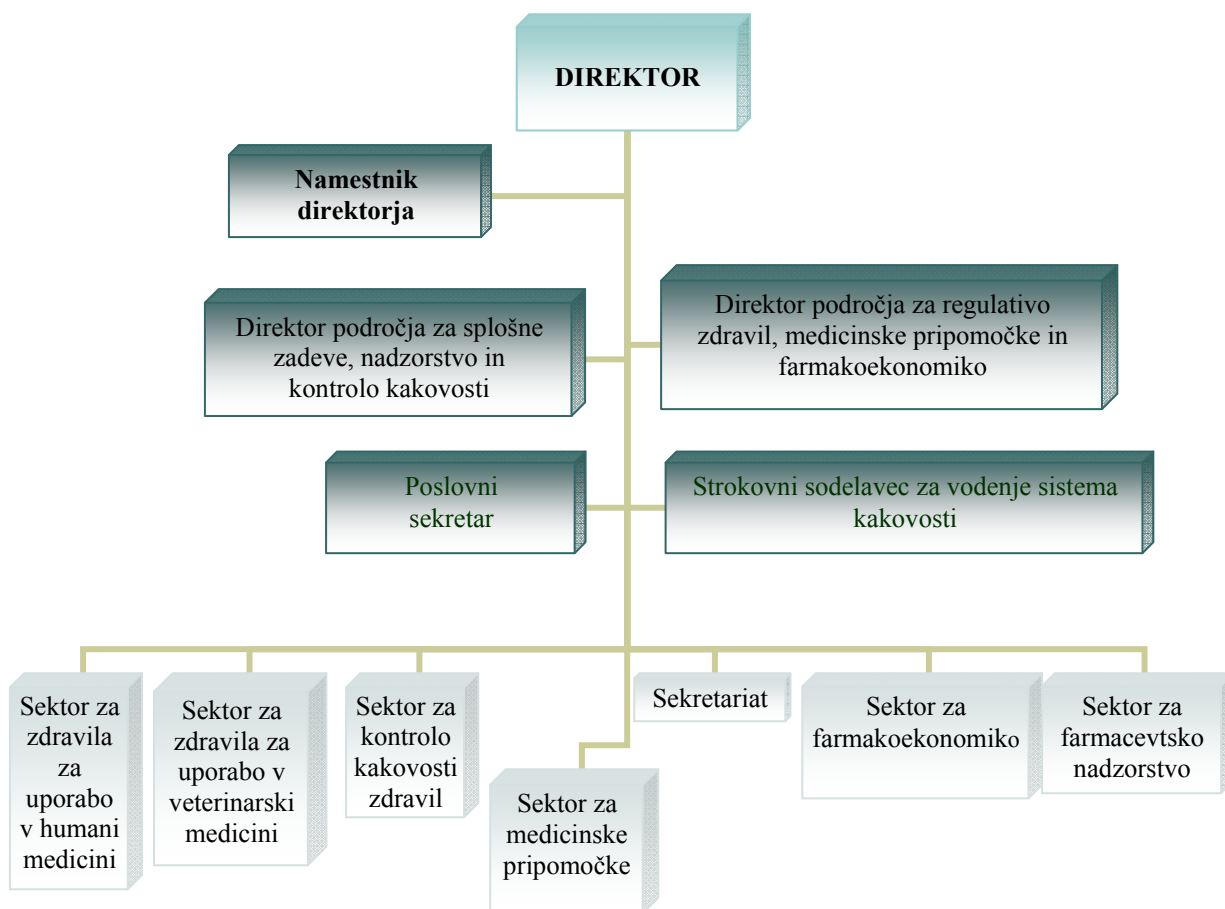 DIREKTOR
Namestnik
direktorja
Direktor področja za splošne
zadeve, nadzorstvo in
kontrolo kakovosti
Direktor področja za regulativo
zdravil, medicinske pripomočke in
farmakoekonomiko
Poslovni
sekretar
Strokovni sodelavec za vodenje sistema
kakovosti
Sektor za
zdravila
za
uporabo
v humani
medicini
Sektor za
zdravila za
uporabo v
veterinarski
medicini
Sektor za
kontrolo
kakovosti
zdravil
Sektor za
medicinske
pripomočke
Sekretariat
Sektor za
farmakoekonomiko
Sektor za
farmacevtsko
nadzorstvo